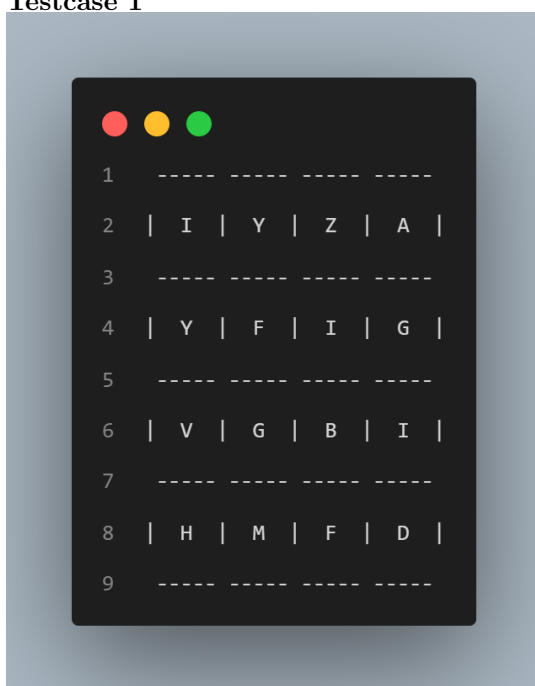 Testcase 1
1 ----- ----- ----- -----
2 | I | Y | Z | A |
3 ----- ----- ----- -----
4 | Y | F | I | G |
5 ----- ----- ----- -----
6 | V | G | B | I |
7 ----- ----- ----- -----
8 | H | M | F | D |
9 ----- ----- ----- -----